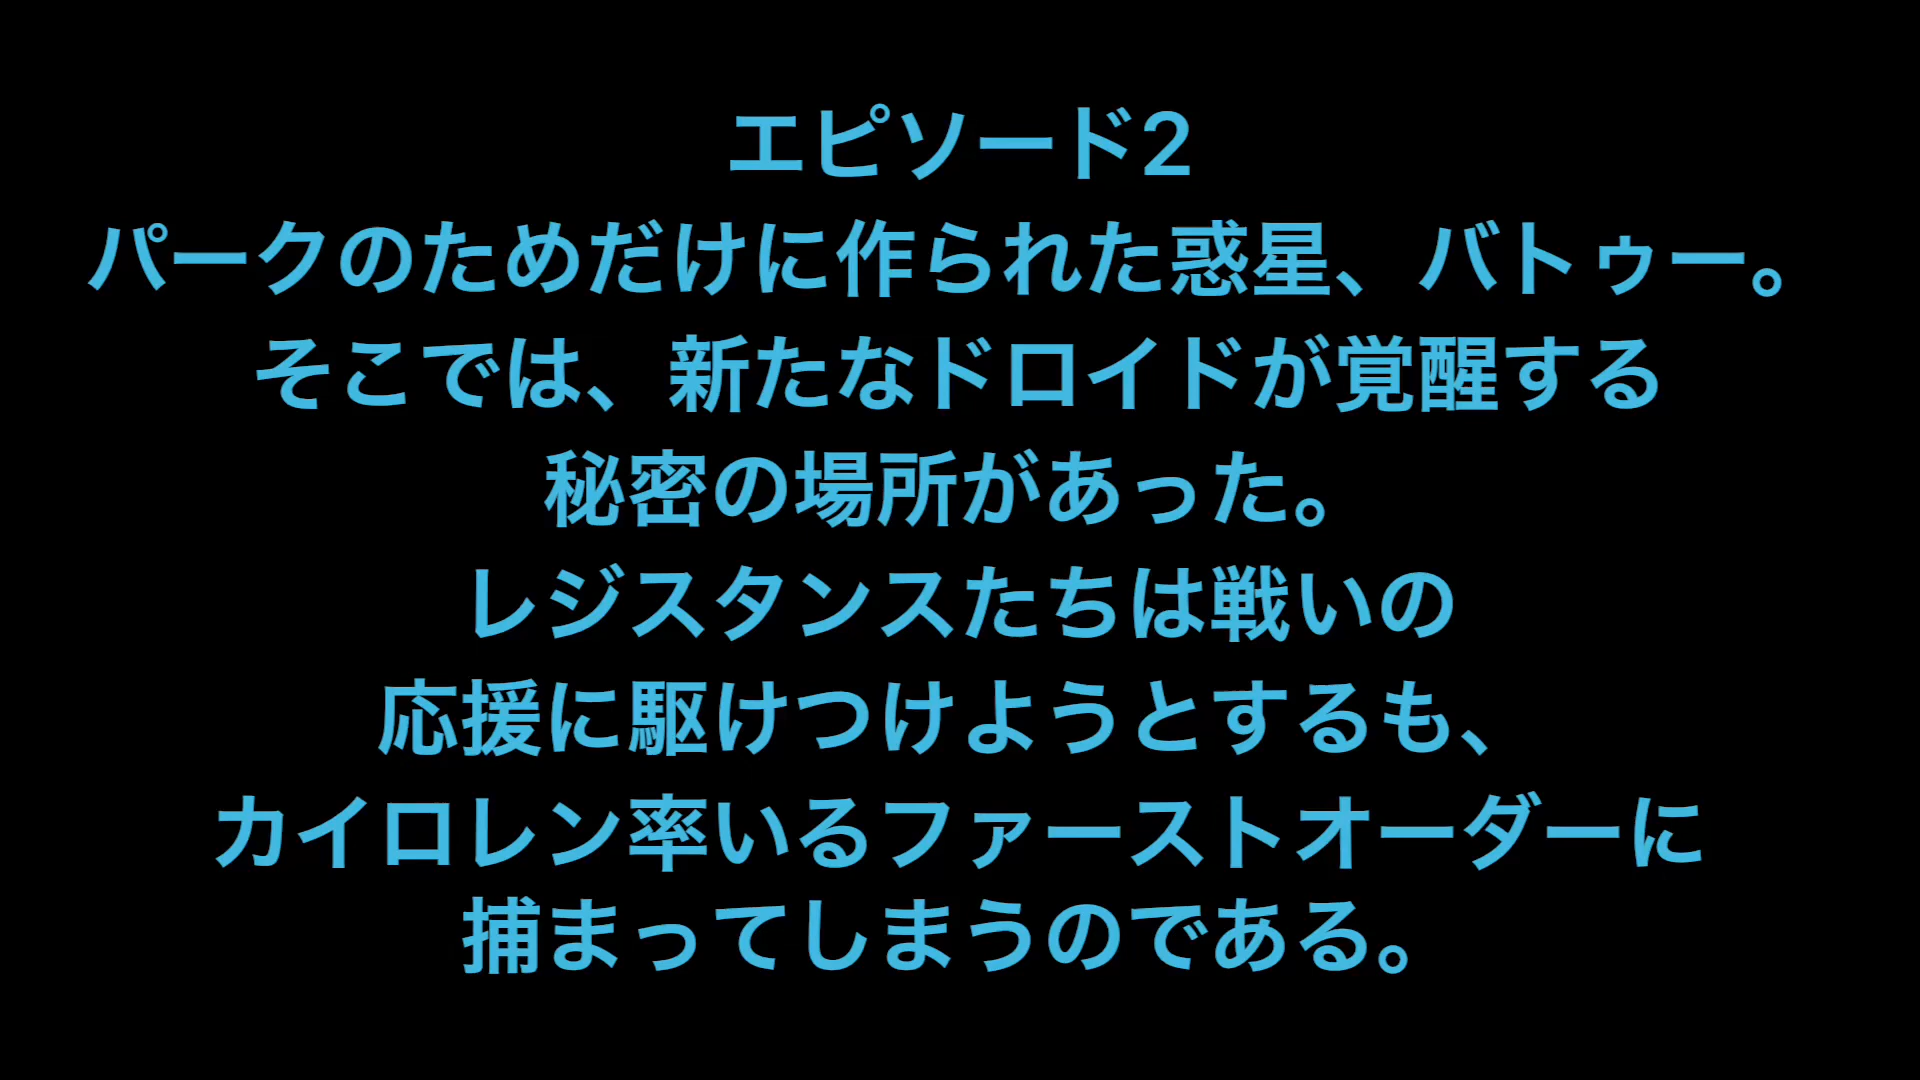 エピソード2
パークのためだけに作られた惑星、バトゥー。
そこでは、新たなドロイドが覚醒する
秘密の場所があった。
レジスタンスたちは戦いの
応援に駆けつけようとするも、
カイロレン率いるファーストオーダーに
捕まってしまうのである。